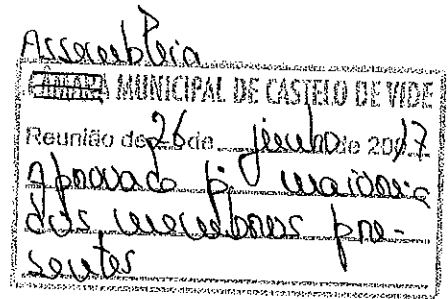 Assembleia
CÂMARA MUNICIPAL DE CASTELO DE VIDE
Reunião de 26 de junho de 2017
Aprovado p. maioria
dos membros pre-
sentes